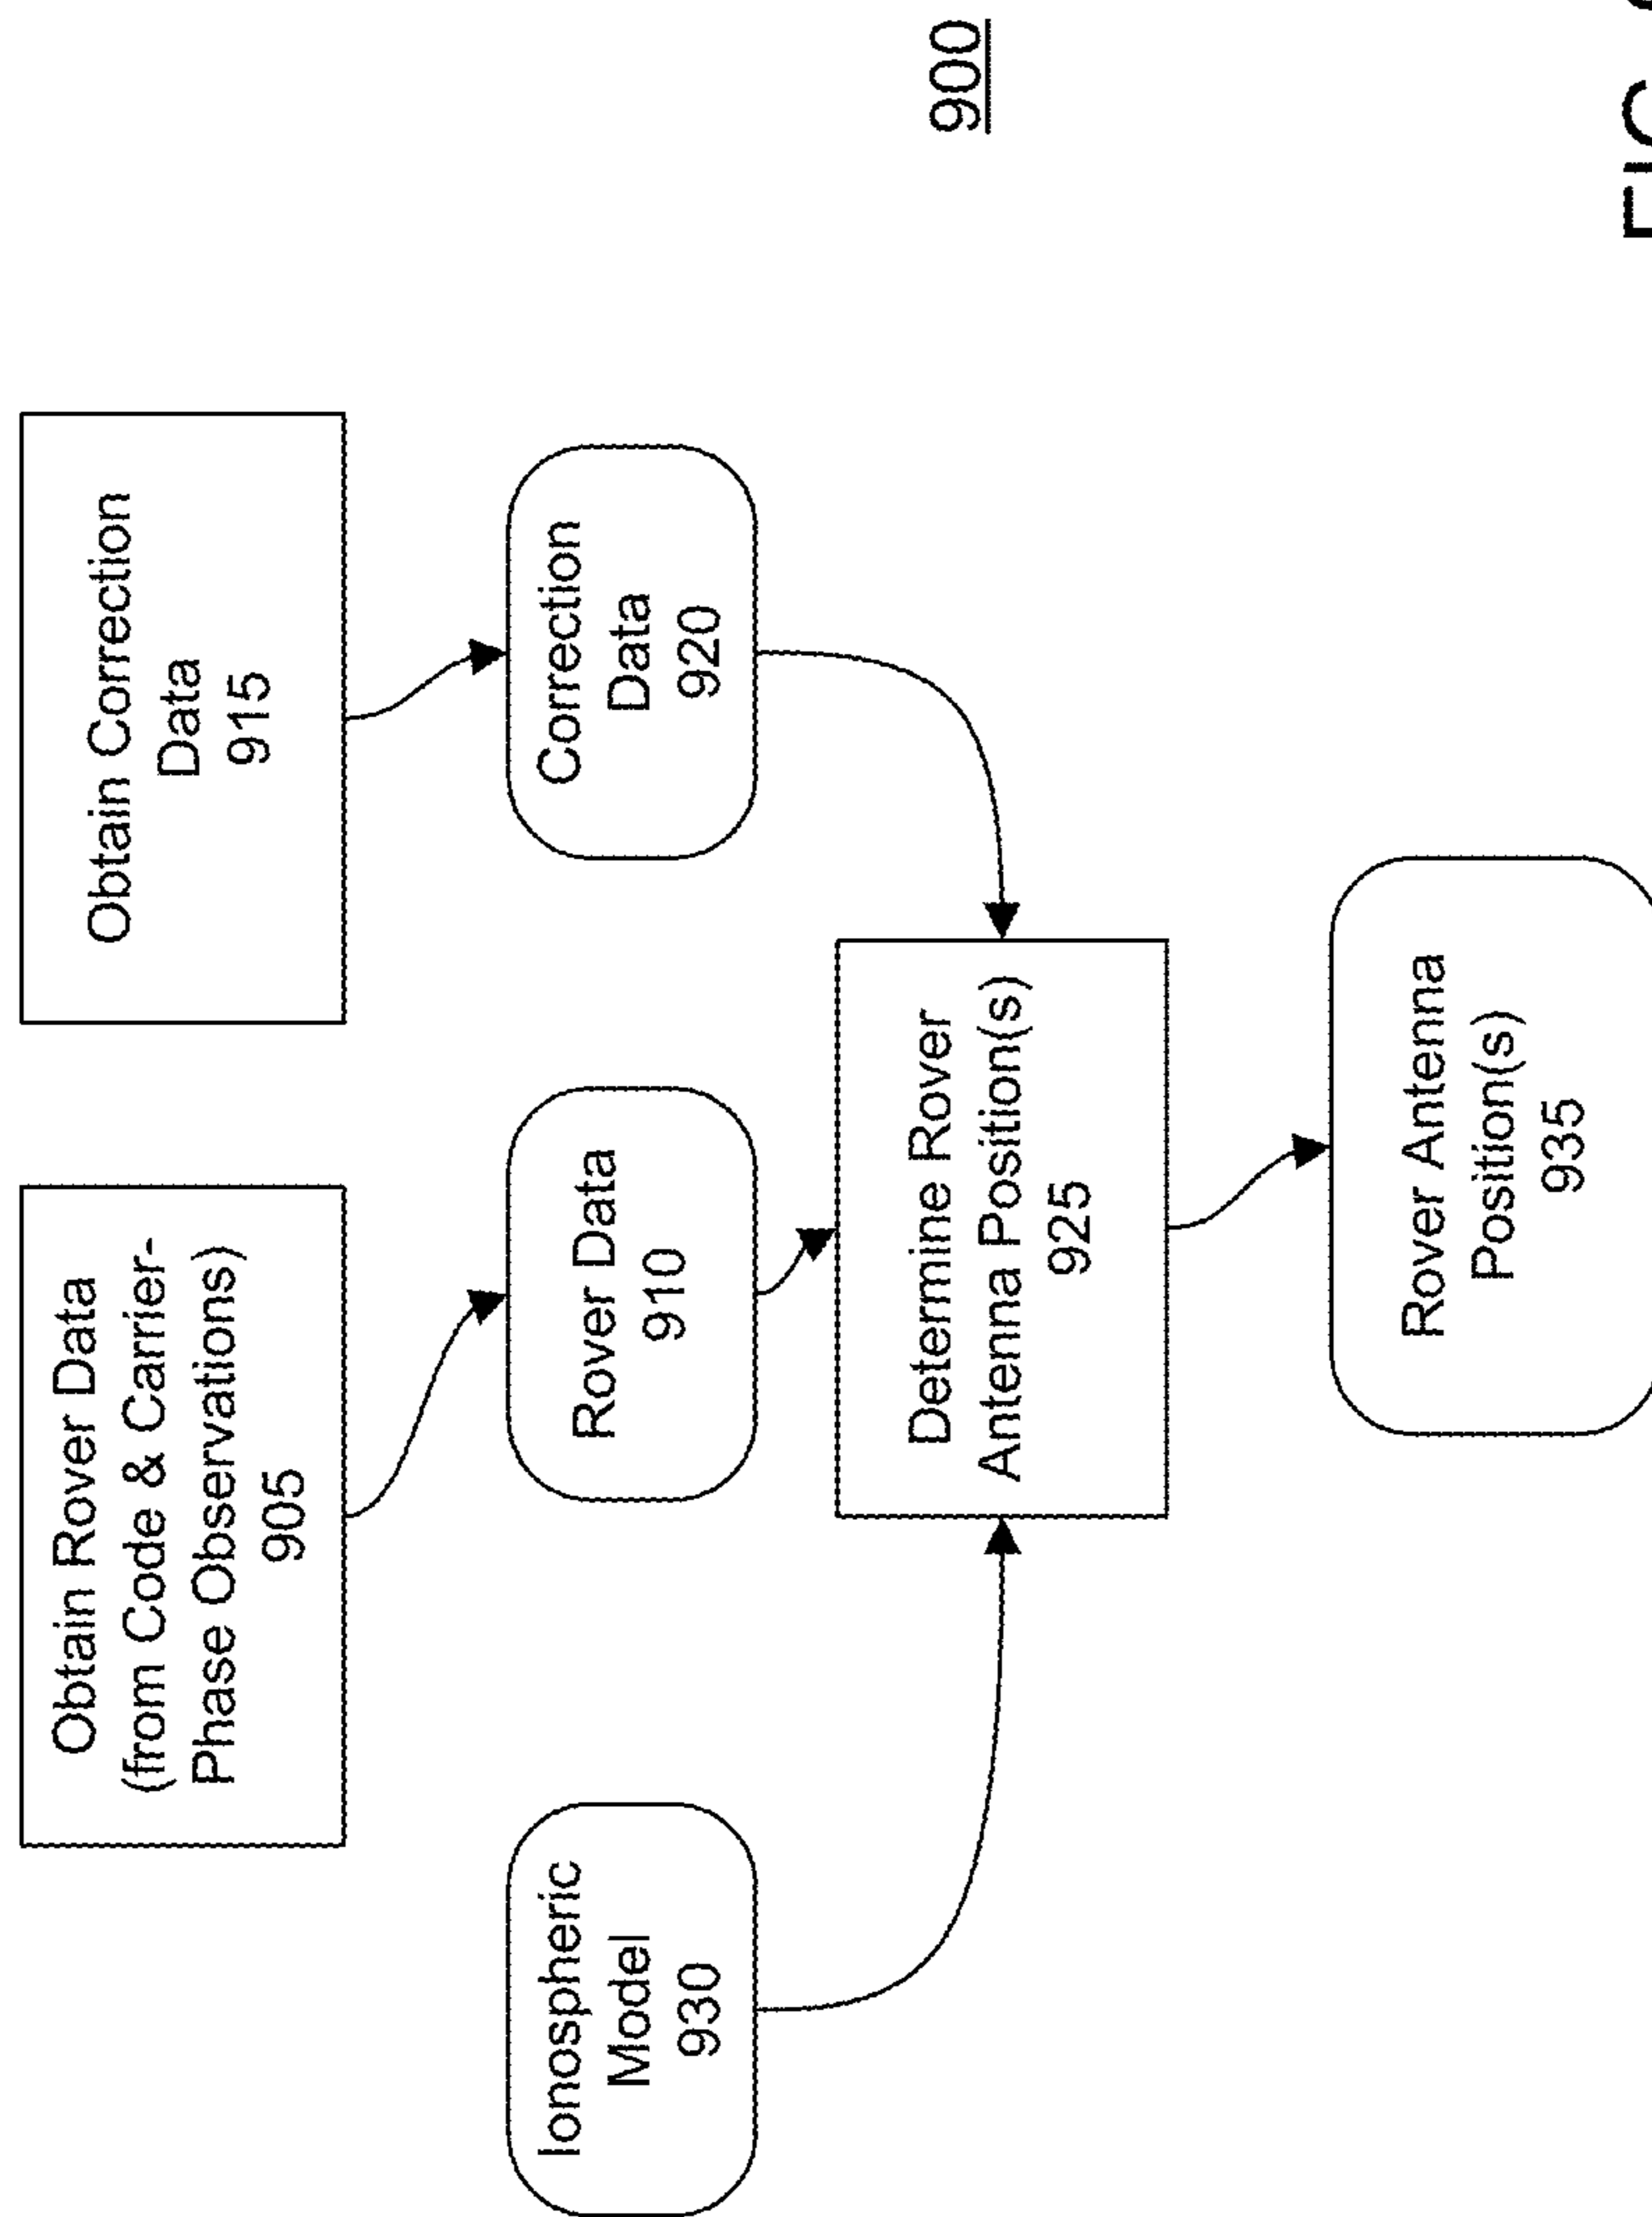 Obtain Rover Data
(from Code & Carrier-
Phase Observations)
905
Obtain Correction
Data
915
Ionospheric
Model
930
Rover Data
910
Correction
Data
920
Determine Rover
Antenna Position(s)
925
900
Rover Antenna
Position(s)
935